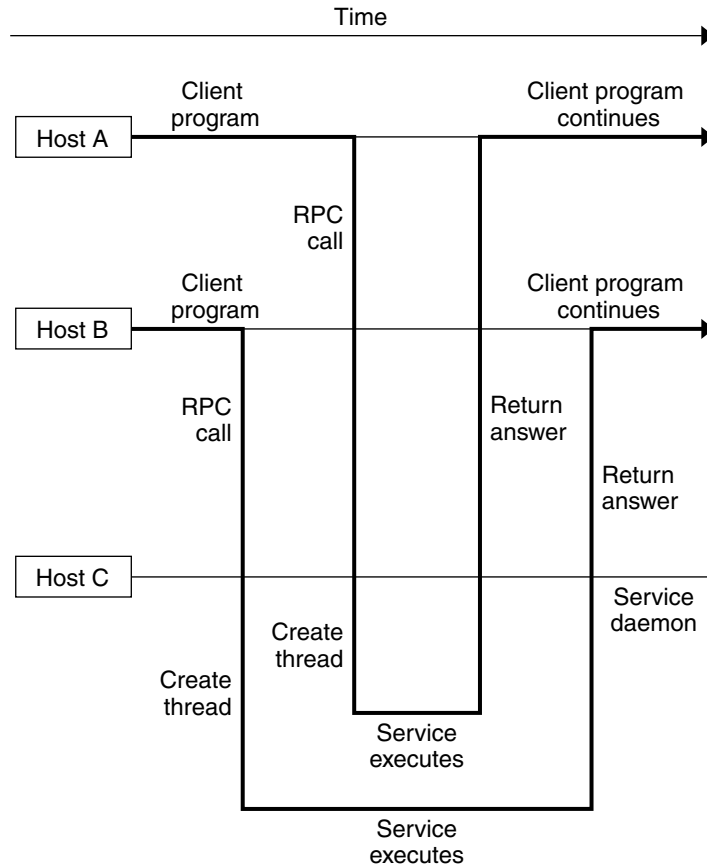 Time
Client
program
Client program
continues
Host A
RPC
call
Client
program
Client program
continues
Host B
RPC
call
Return
answer
Return
answer
Host C
Service
daemon
Create
thread
Create
thread
Service
executes
Service
executes